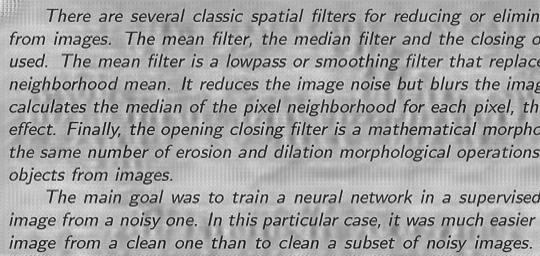 There are several classic spatial filters for reducing or elimin
from images. The mean filter, the median filter and the closing o
used. The mean filter is a lowpass or smoothing filter that replace
neighborhood mean. It reduces the image noise but blurs the imag
calculates the median of the pixel neighborhood for each pixel, th
effect. Finally, the opening closing filter is a mathematical morpho
the same number of erosion and dilation morphological operations
objects from images.
The main goal was to train a neural network in a supervised
image from a noisy one. In this particular case, it was much easier
image from a clean one than to clean a subset of noisy images.